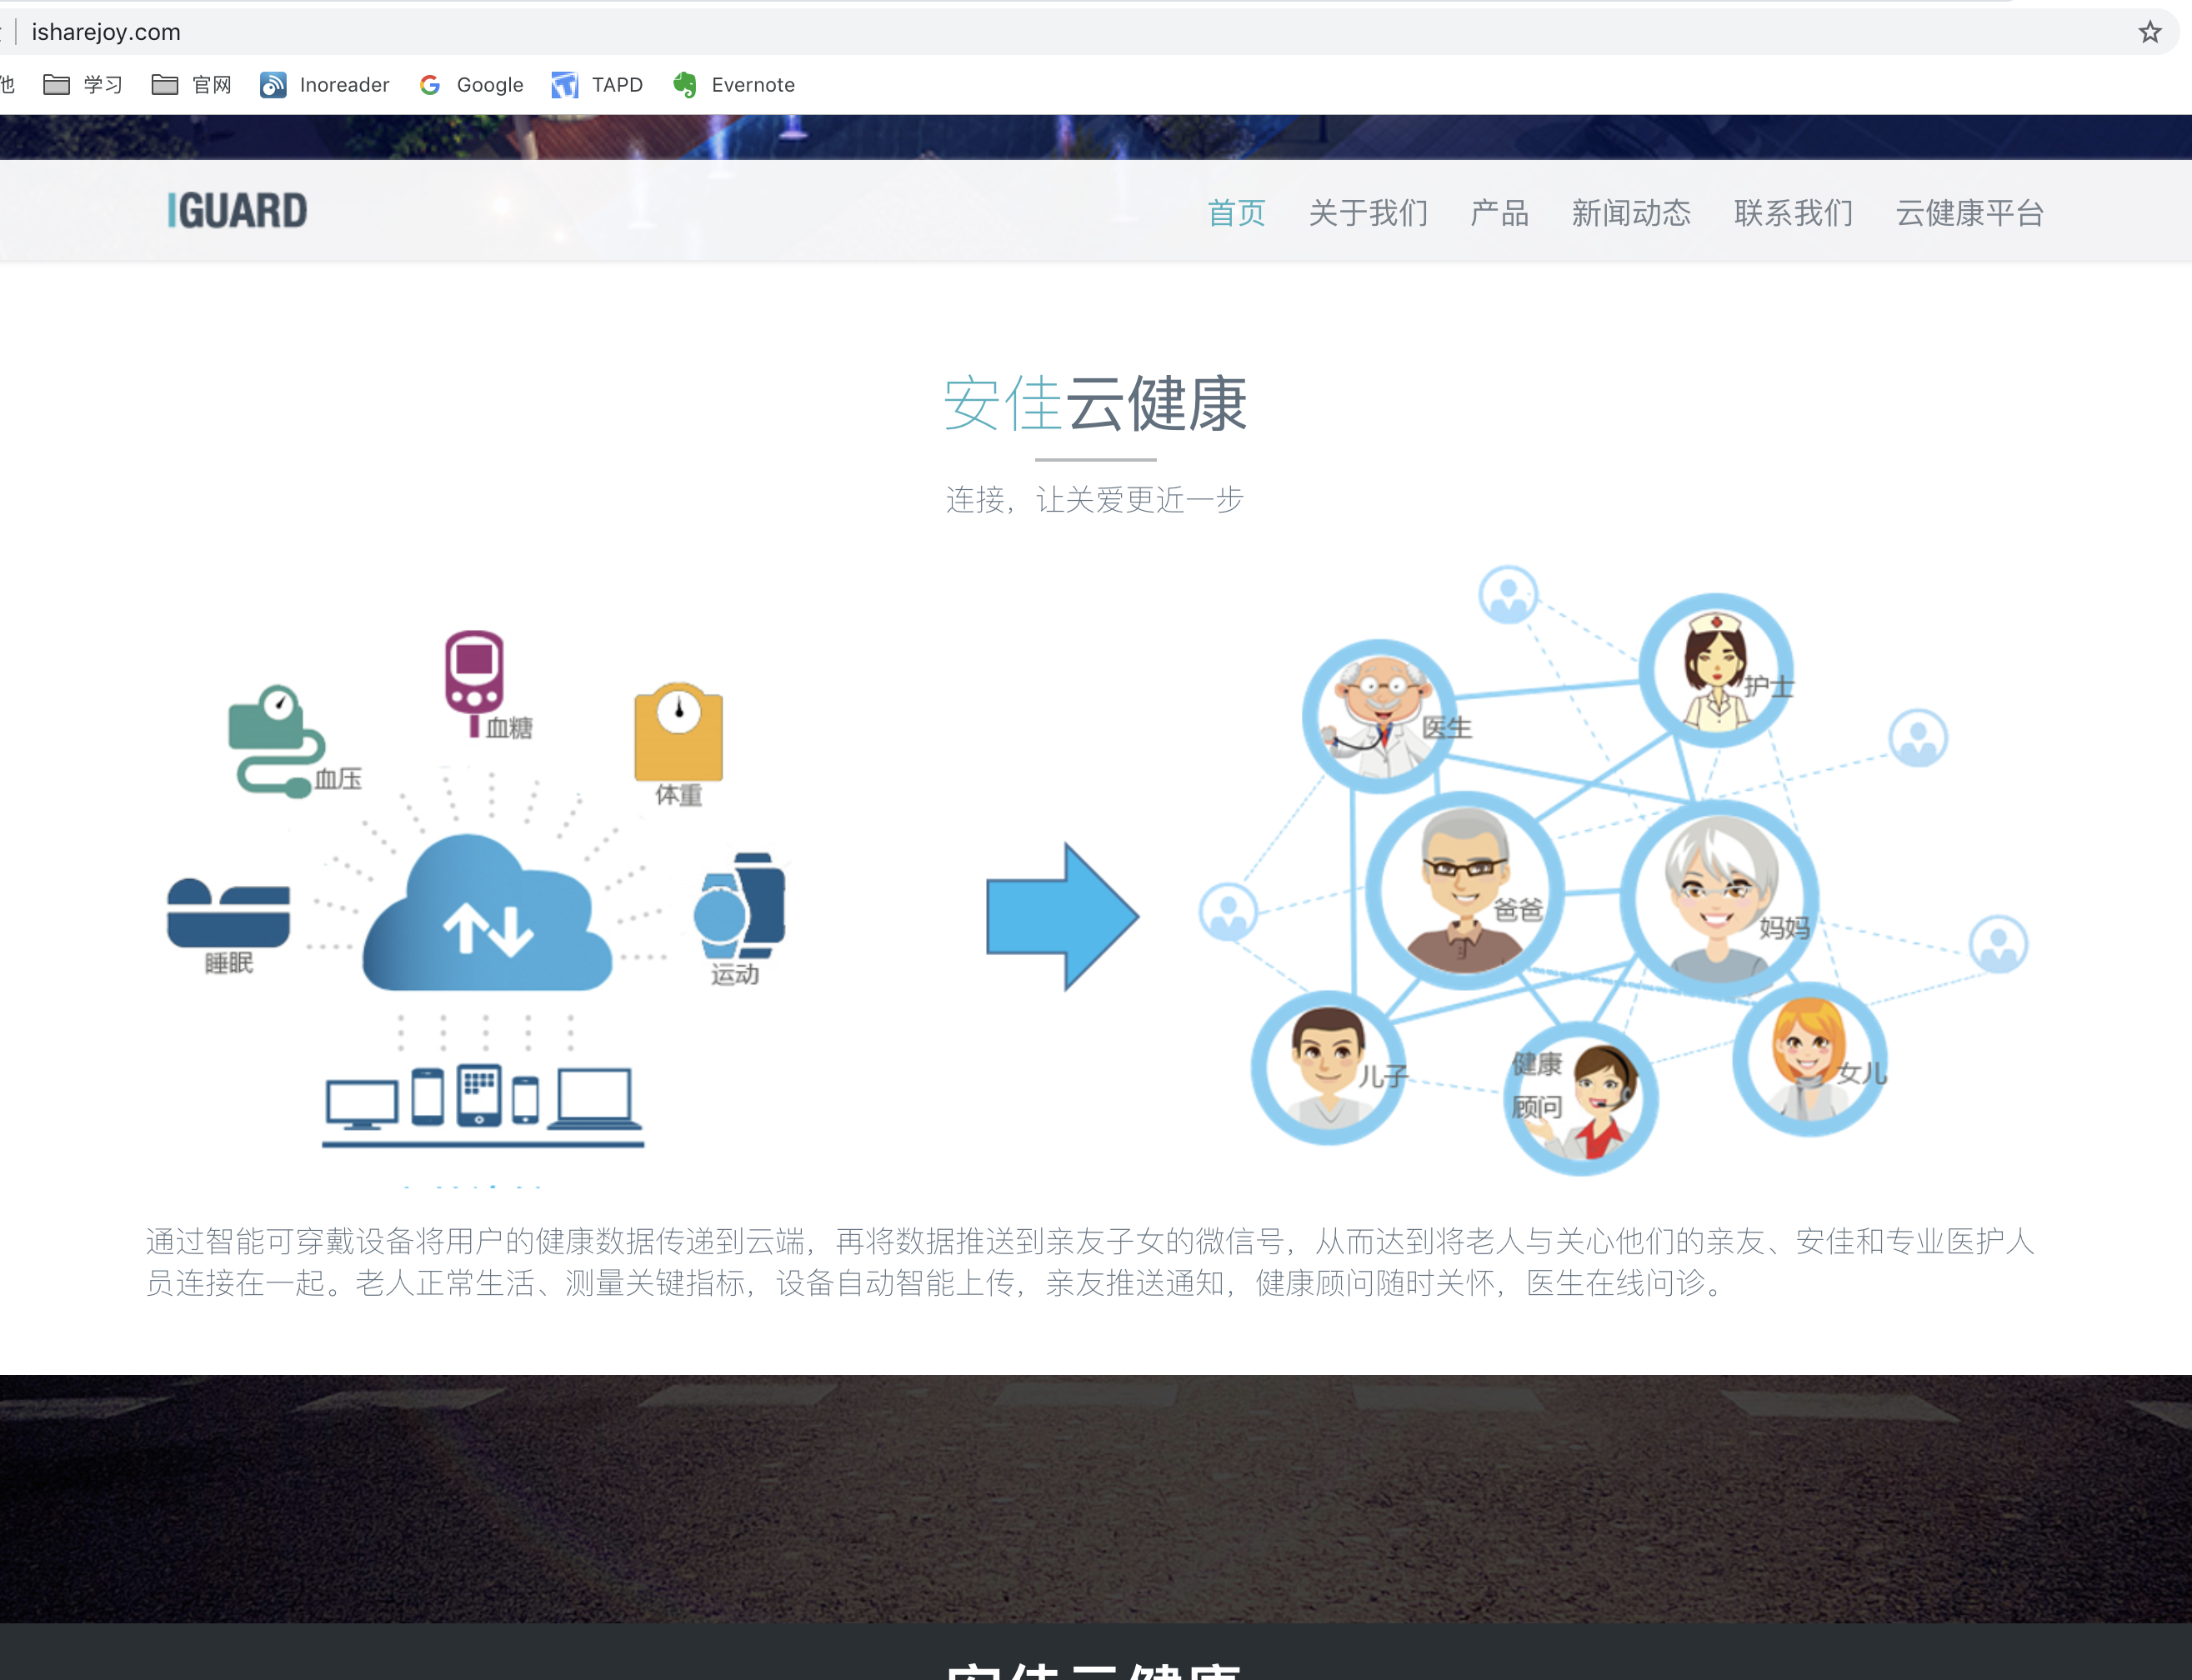 isharejoy.com
他 学习 官网 Inoreader Google TAPD Evernote
IGUARD 首页 关于我们 产品 新闻动态 联系我们 云健康平台
安佳云健康
连接，让关爱更近一步
血糖
血压
体重
睡眠
运动
护士
医生
爸爸
妈妈
儿子
健康
顾问
女儿
通过智能可穿戴设备将用户的健康数据传递到云端，再将数据推送到亲友子女的微信号，从而达到将老人与关心他们的亲友、安佳和专业医护人
员连接在一起。老人正常生活、测量关键指标，设备自动智能上传，亲友推送通知，健康顾问随时关怀，医生在线问诊。
安佳云健康